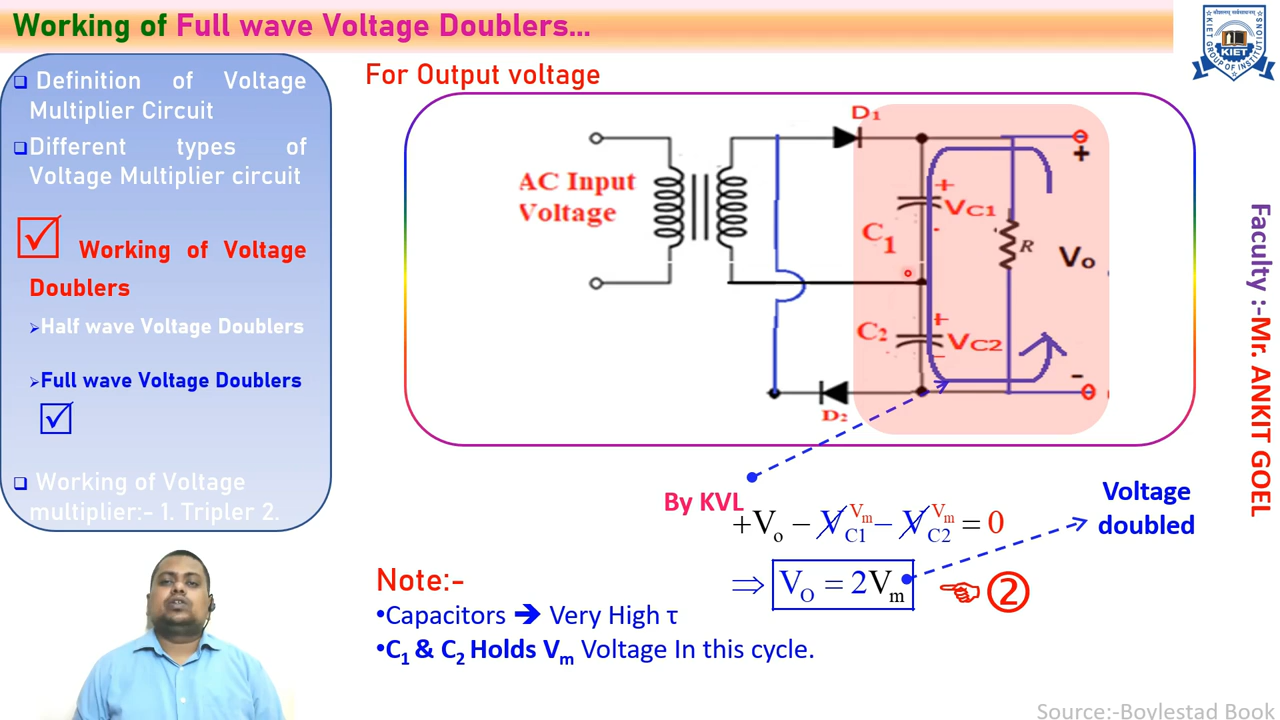 Working of Full wave Voltage Doublers...
❑ Definition of Voltage
Multiplier Circuit
❑Different types of
Voltage Multiplier circuit
☑ Working of Voltage
Doublers
➢Half wave Voltage Doublers
➢Full wave Voltage Doublers
☑
❑ Working of Voltage
multiplier:- 1. Tripler 2.
For Output voltage
AC Input
Voltage
D1
+
VC1
-
C1
R
Vo
+
C2
VC2
-
D2
+
-
By KVL
+Vo − VC1 Vm − VC2 Vm = 0
⇒ VO = 2Vm
②
Voltage
doubled
Note:-
•Capacitors ➔ Very High τ
•C1 & C2 Holds Vm Voltage In this cycle.
Faculty :-Mr. ANKIT GOEL
KIET
KIET GROUP OF INSTITUTIONS
Source:-Boylestad Book